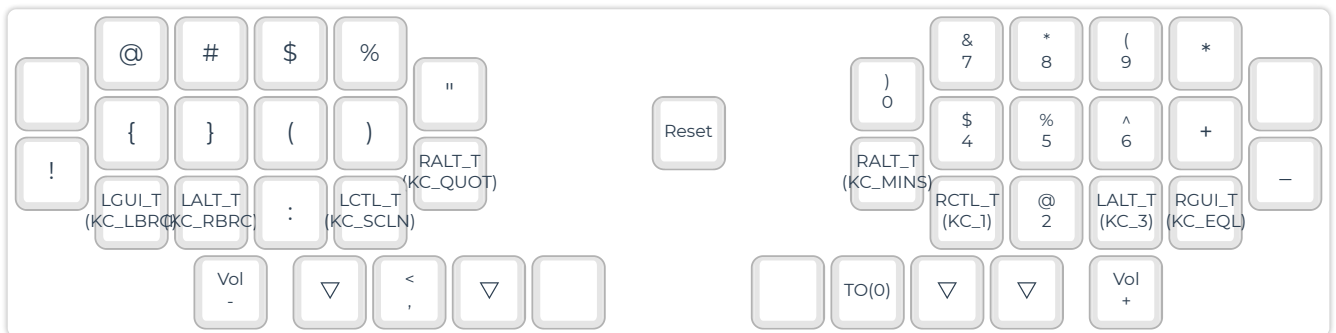 @ # $ % & * ( *
7 8 9
" )
0
{ } ( ) Reset $ % ^ +
4 5 6
! RALT_T RALT_T _
(KC_QUOT) (KC_MINS)
LGUI_T LALT_T : LCTL_T RCTL_T @ LALT_T RGUI_T
(KC_LBRC) (KC_RBRC) (KC_SCLN) (KC_1) 2 (KC_3) (KC_EQL)
Vol ▽ < ▽ TO(0) ▽ ▽ Vol
- , +